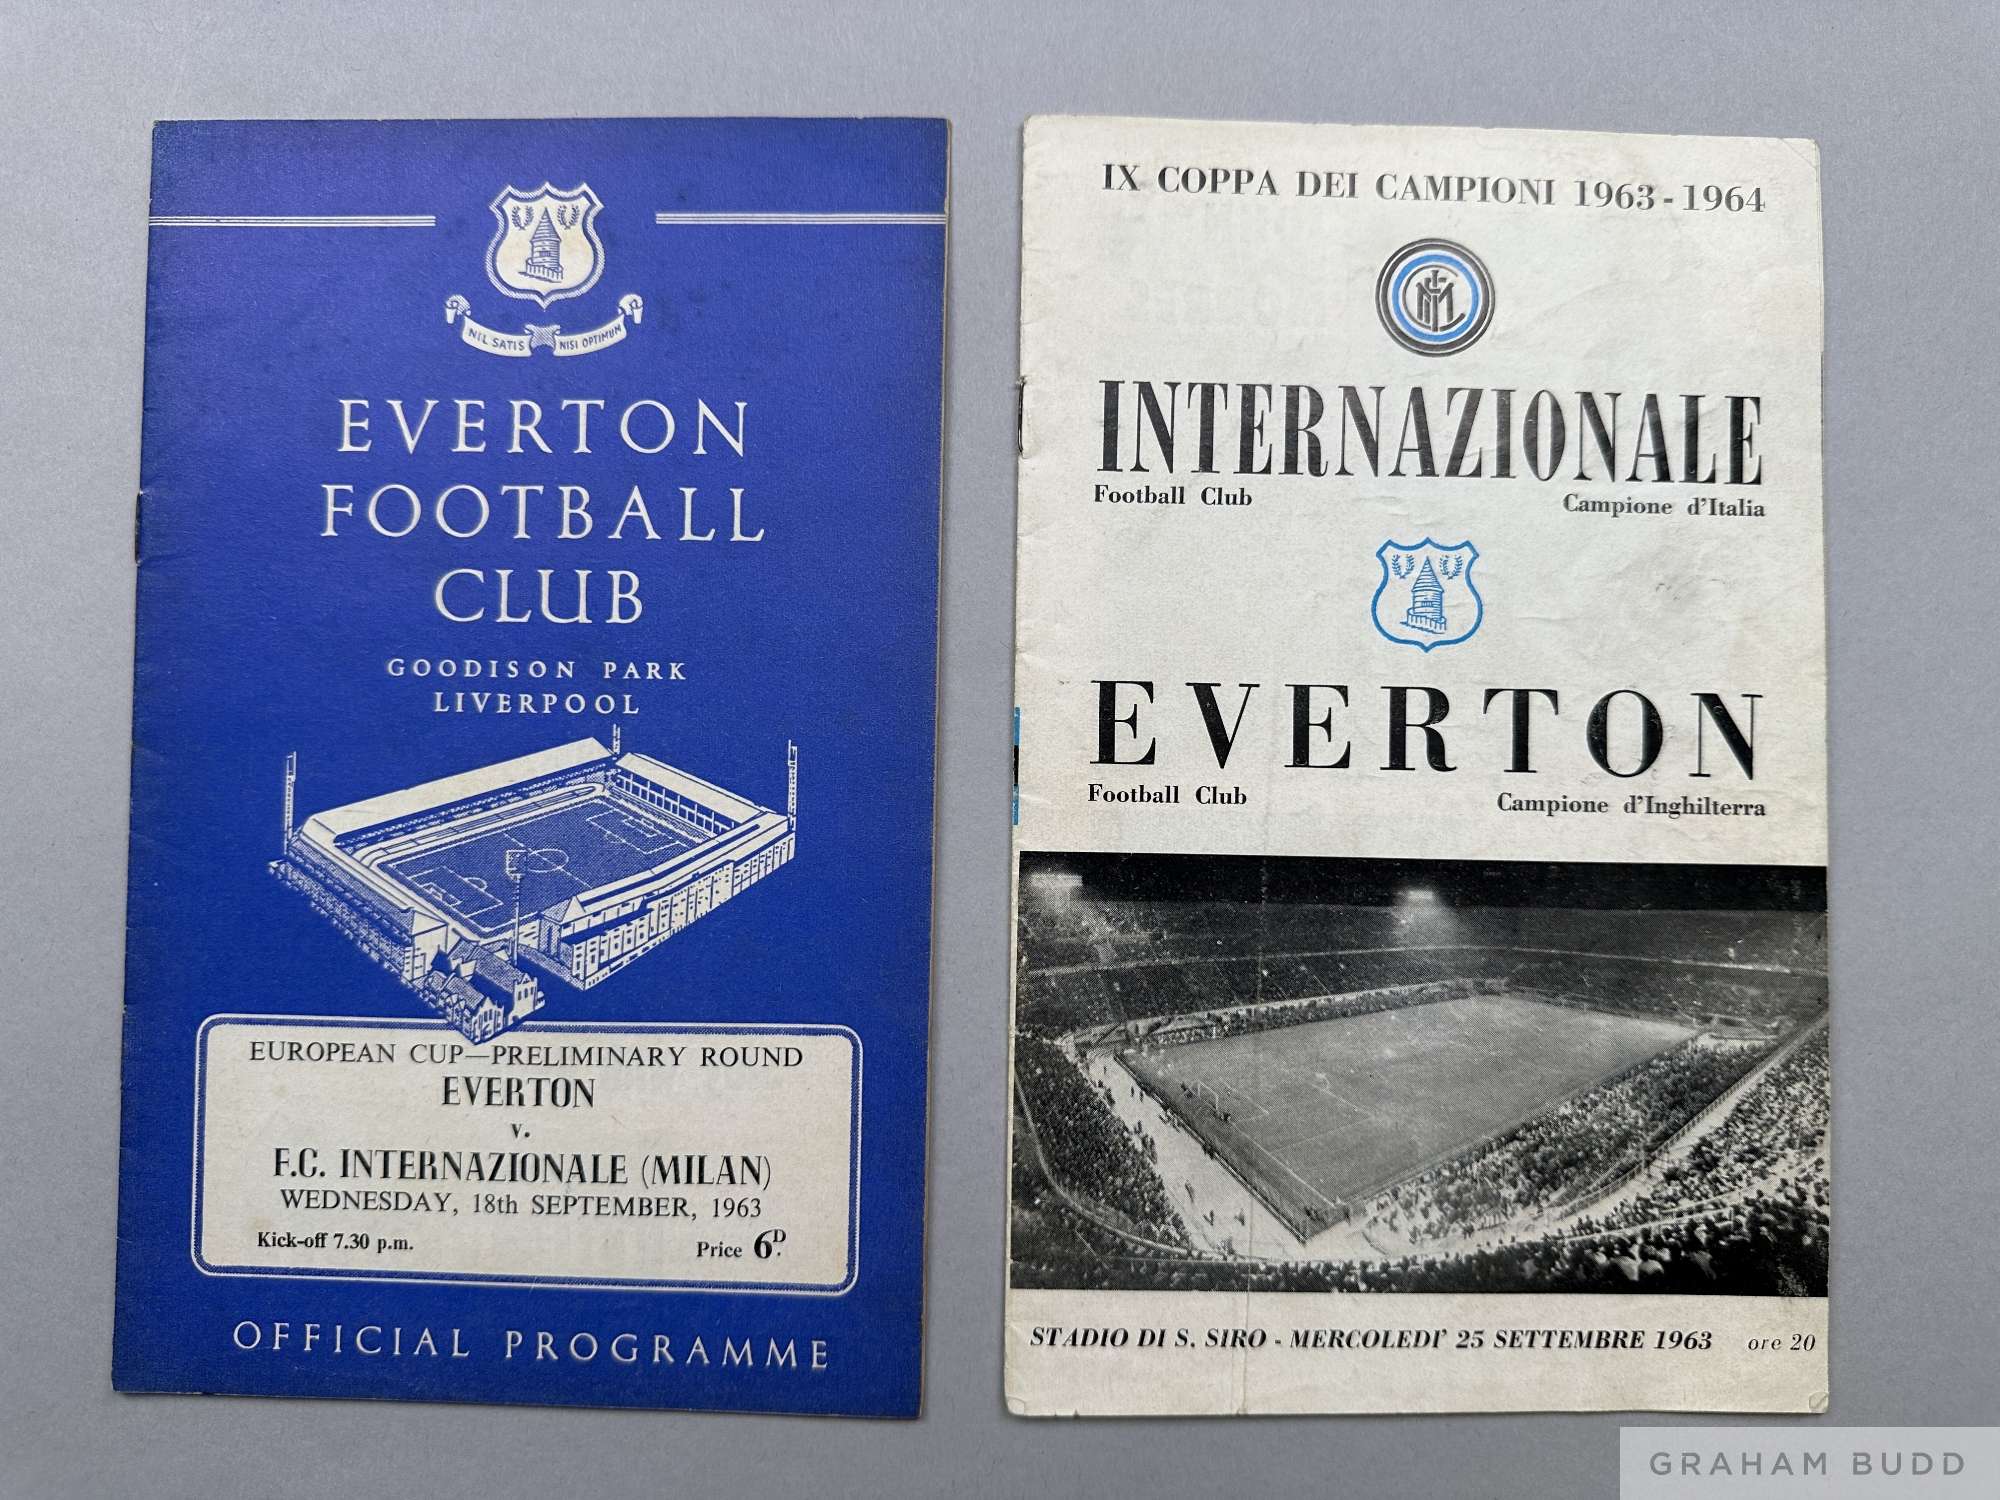 NIL SATIS NISI OPTIMUM
EVERTON
FOOTBALL
CLUB
GOODISON PARK
LIVERPOOL
EUROPEAN CUP—PRELIMINARY ROUND
EVERTON
v.
F.C. INTERNAZIONALE (MILAN)
WEDNESDAY, 18th SEPTEMBER, 1963
Kick-off 7.30 p.m. Price 6D.
OFFICIAL PROGRAMME
IX COPPA DEI CAMPIONI 1963-1964
INTERNAZIONALE
Football Club Campione d'Italia
EVERTON
Football Club Campione d'Inghilterra
STADIO DI S. SIRO - MERCOLEDI' 25 SETTEMBRE 1963 ore 20
GRAHAM BUDD